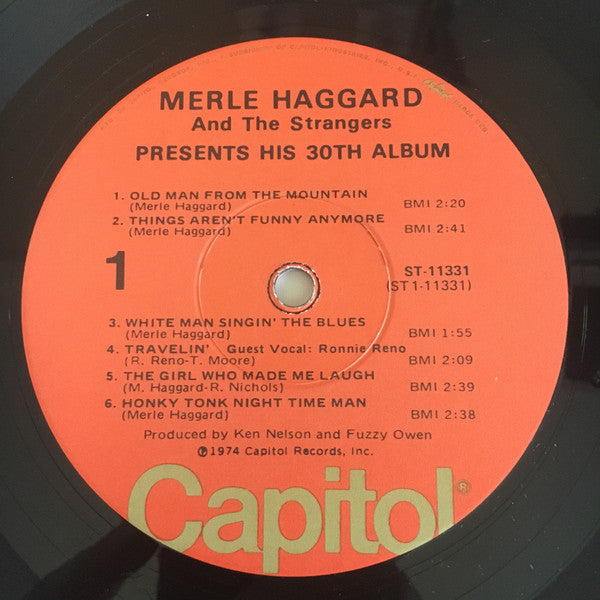 MERLE HAGGARD
And The Strangers
PRESENTS HIS 30TH ALBUM
1. OLD MAN FROM THE MOUNTAIN
(Merle Haggard) BMI 2:20
2. THINGS AREN'T FUNNY ANYMORE
(Merle Haggard) BMI 2:41
1
ST-11331
(ST1-11331)
3. WHITE MAN SINGIN' THE BLUES
(Merle Haggard) BMI 1:55
4. TRAVELIN' Guest Vocal: Ronnie Reno
(R. Reno-T. Moore) BMI 2:09
5. THE GIRL WHO MADE ME LAUGH
(M. Haggard-R. Nichols) BMI 2:39
6. HONKY TONK NIGHT TIME MAN
(Merle Haggard) BMI 2:38
Produced by Ken Nelson and Fuzzy Owen
℗1974 Capitol Records, Inc.
Capitol®